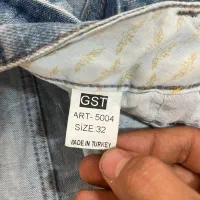 GST
ART- 5004
SIZE:32
MADE IN TURKEY